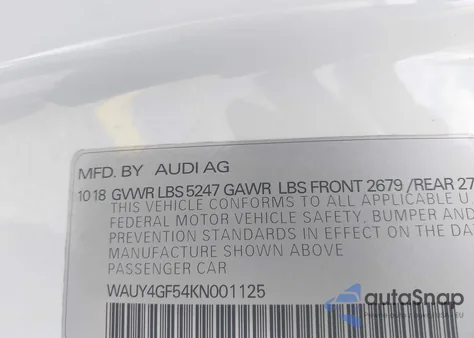 MFD. BY AUDI AG
10 18 GVWR LBS 5247 GAWR LBS FRONT 2679 /REAR 27
THIS VEHICLE CONFORMS TO ALL APPLICABLE U.
FEDERAL MOTOR VEHICLE SAFETY, BUMPER AND
PREVENTION STANDARDS IN EFFECT ON THE DA
MANUFACTURE SHOWN ABOVE
PASSENGER CAR
WAUY4GF54KN001125
autoSnap